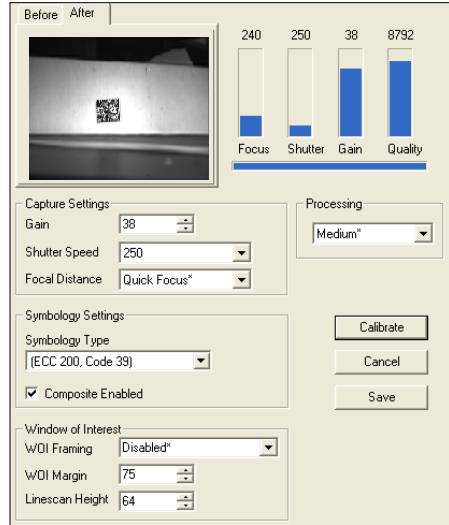 Before After
240 250 38 8792
Focus Shutter Gain Quality
Capture Settings
Gain 38
Shutter Speed 250
Focal Distance Quick Focus*
Processing
Medium*
Symbology Settings
Symbology Type
(ECC 200, Code 39)
Composite Enabled
Calibrate
Cancel
Save
Window of Interest
WOI Framing Disabled*
WOI Margin 75
Linescan Height 64